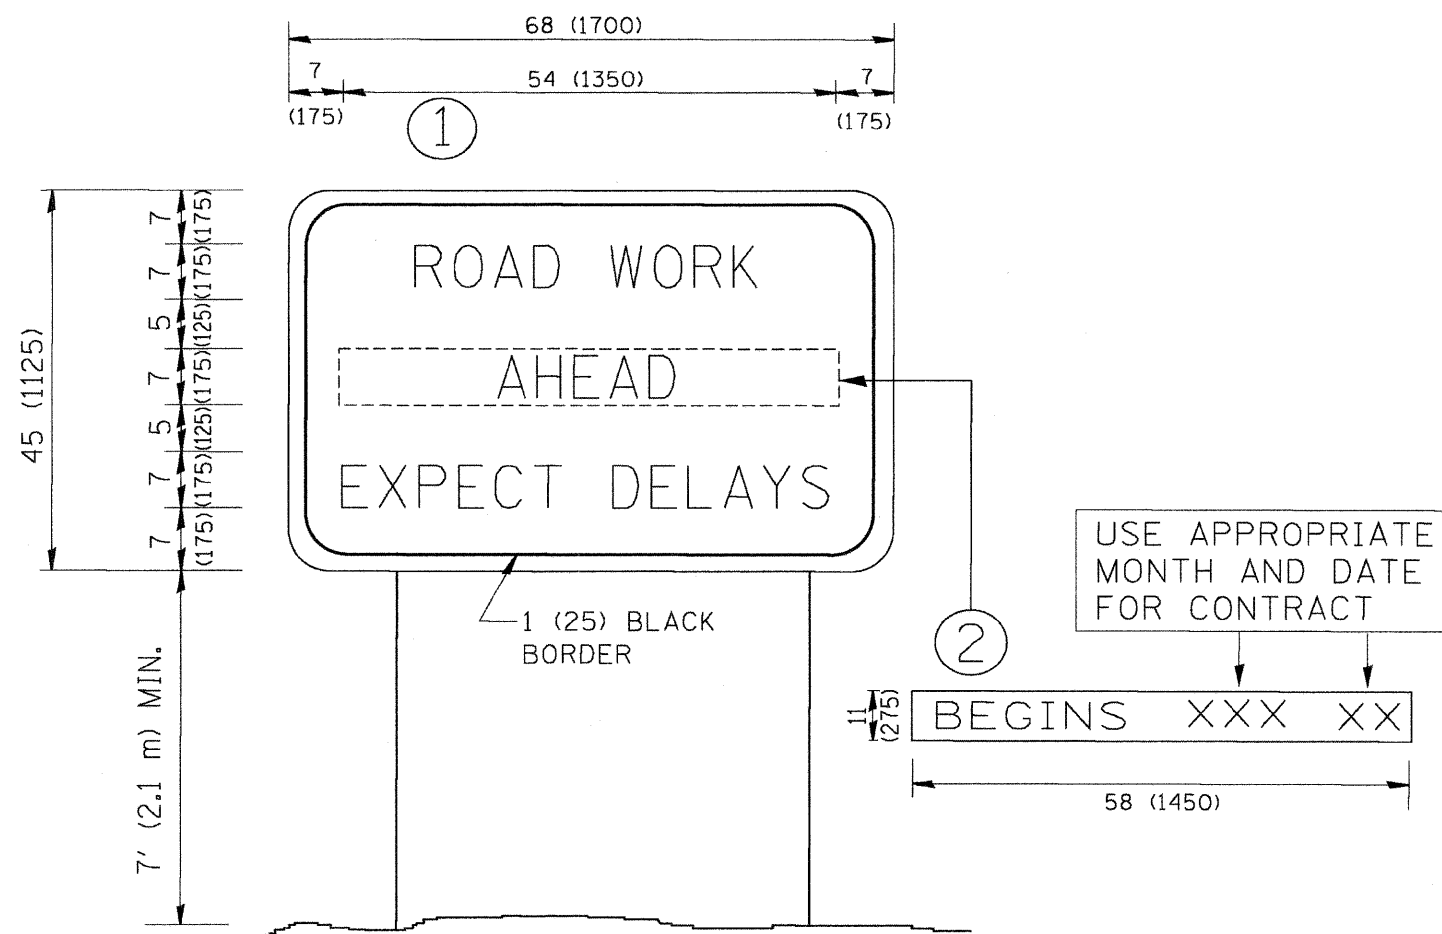 68 (1700)
7 54 (1350) 7
(175) (175)
1
ROAD WORK
AHEAD
EXPECT DELAYS
45 (1125)
7 (175)
7 (175)
5 (125)
7 (175)
5 (125)
7 (175)
7 (175)
7' (2.1 m) MIN.
1 (25) BLACK
BORDER
USE APPROPRIATE
MONTH AND DATE
FOR CONTRACT
2
BEGINS XXX XX
11
(275)
58 (1450)